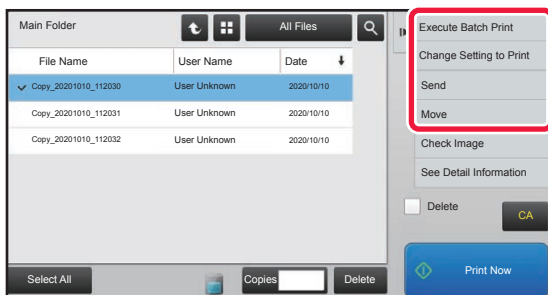 Main Folder
All Files
File Name User Name Date
Copy_20201010_112030 User Unknown 2020/10/10
Copy_20201010_112031 User Unknown 2020/10/10
Copy_20201010_112032 User Unknown 2020/10/10
Select All
Copies
Delete
Execute Batch Print
Change Setting to Print
Send
Move
Check Image
See Detail Information
Delete
CA
Print Now